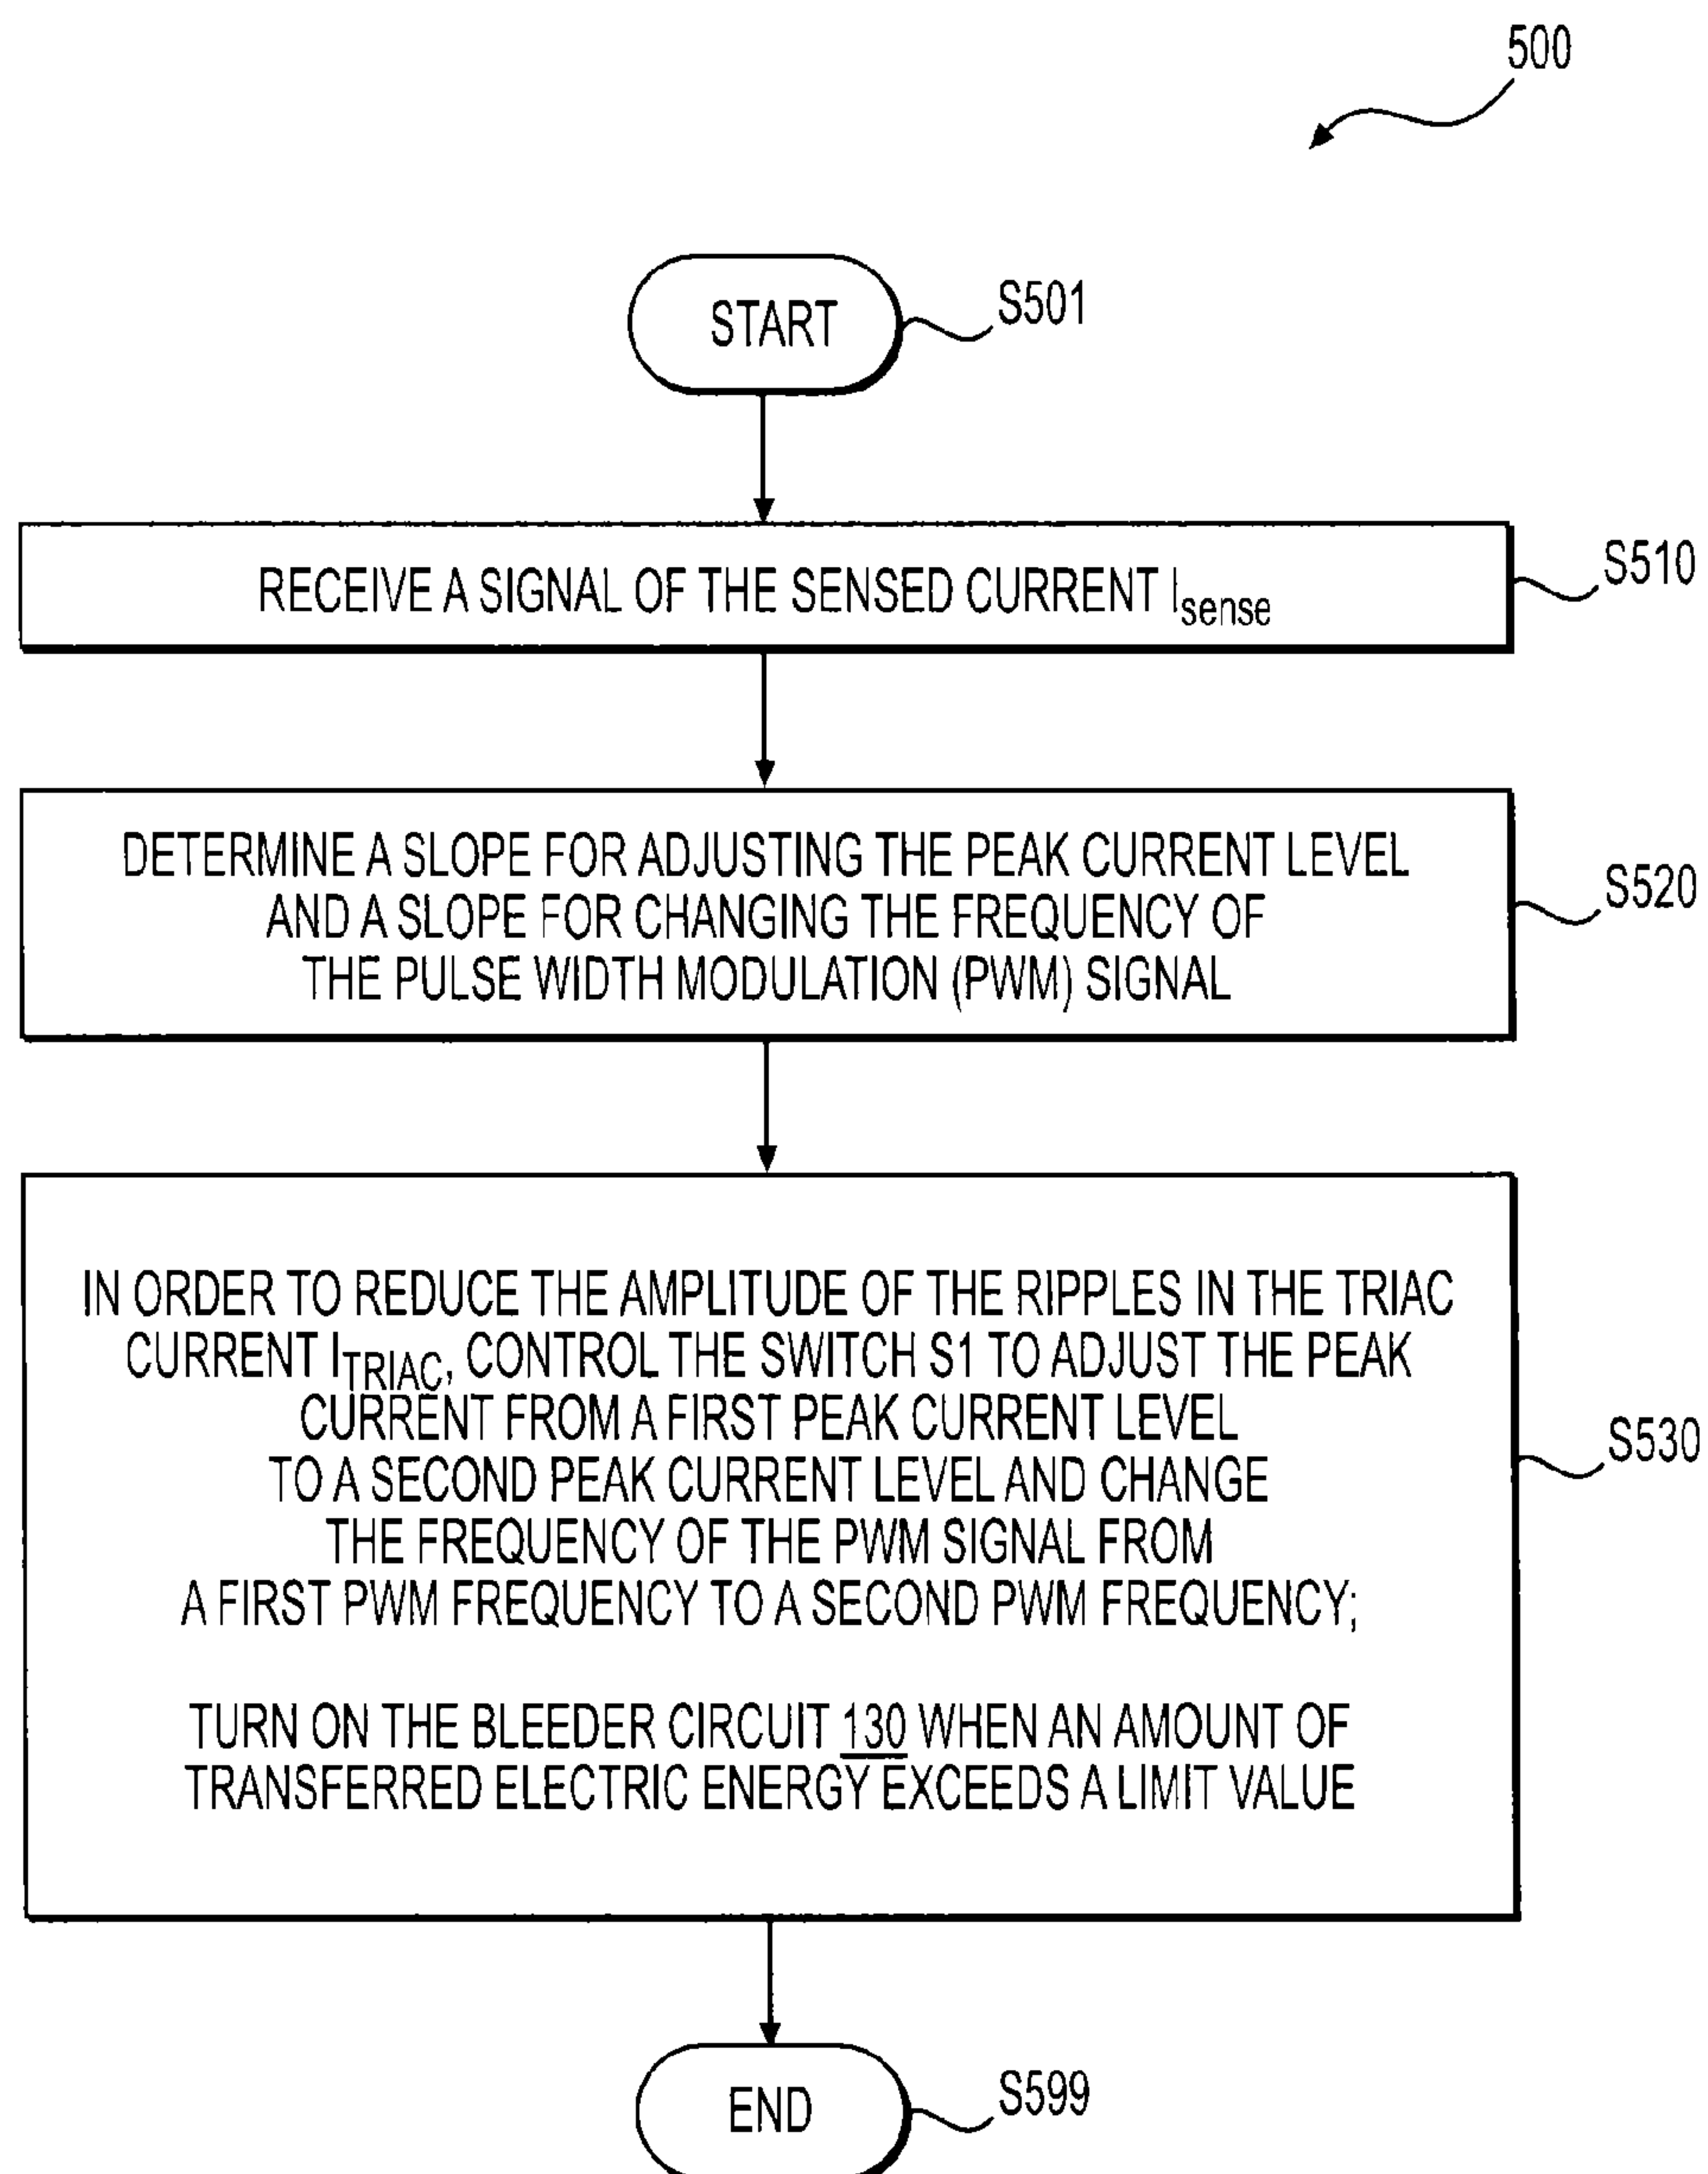 500
START
S501
RECEIVE A SIGNAL OF THE SENSED CURRENT Isense
S510
DETERMINE A SLOPE FOR ADJUSTING THE PEAK CURRENT LEVEL
AND A SLOPE FOR CHANGING THE FREQUENCY OF
THE PULSE WIDTH MODULATION (PWM) SIGNAL
S520
IN ORDER TO REDUCE THE AMPLITUDE OF THE RIPPLES IN THE TRIAC
CURRENT ITRIAC, CONTROL THE SWITCH S1 TO ADJUST THE PEAK
CURRENT FROM A FIRST PEAK CURRENT LEVEL
TO A SECOND PEAK CURRENT LEVEL AND CHANGE
THE FREQUENCY OF THE PWM SIGNAL FROM
A FIRST PWM FREQUENCY TO A SECOND PWM FREQUENCY;
TURN ON THE BLEEDER CIRCUIT 130 WHEN AN AMOUNT OF
TRANSFERRED ELECTRIC ENERGY EXCEEDS A LIMIT VALUE
S530
END
S599